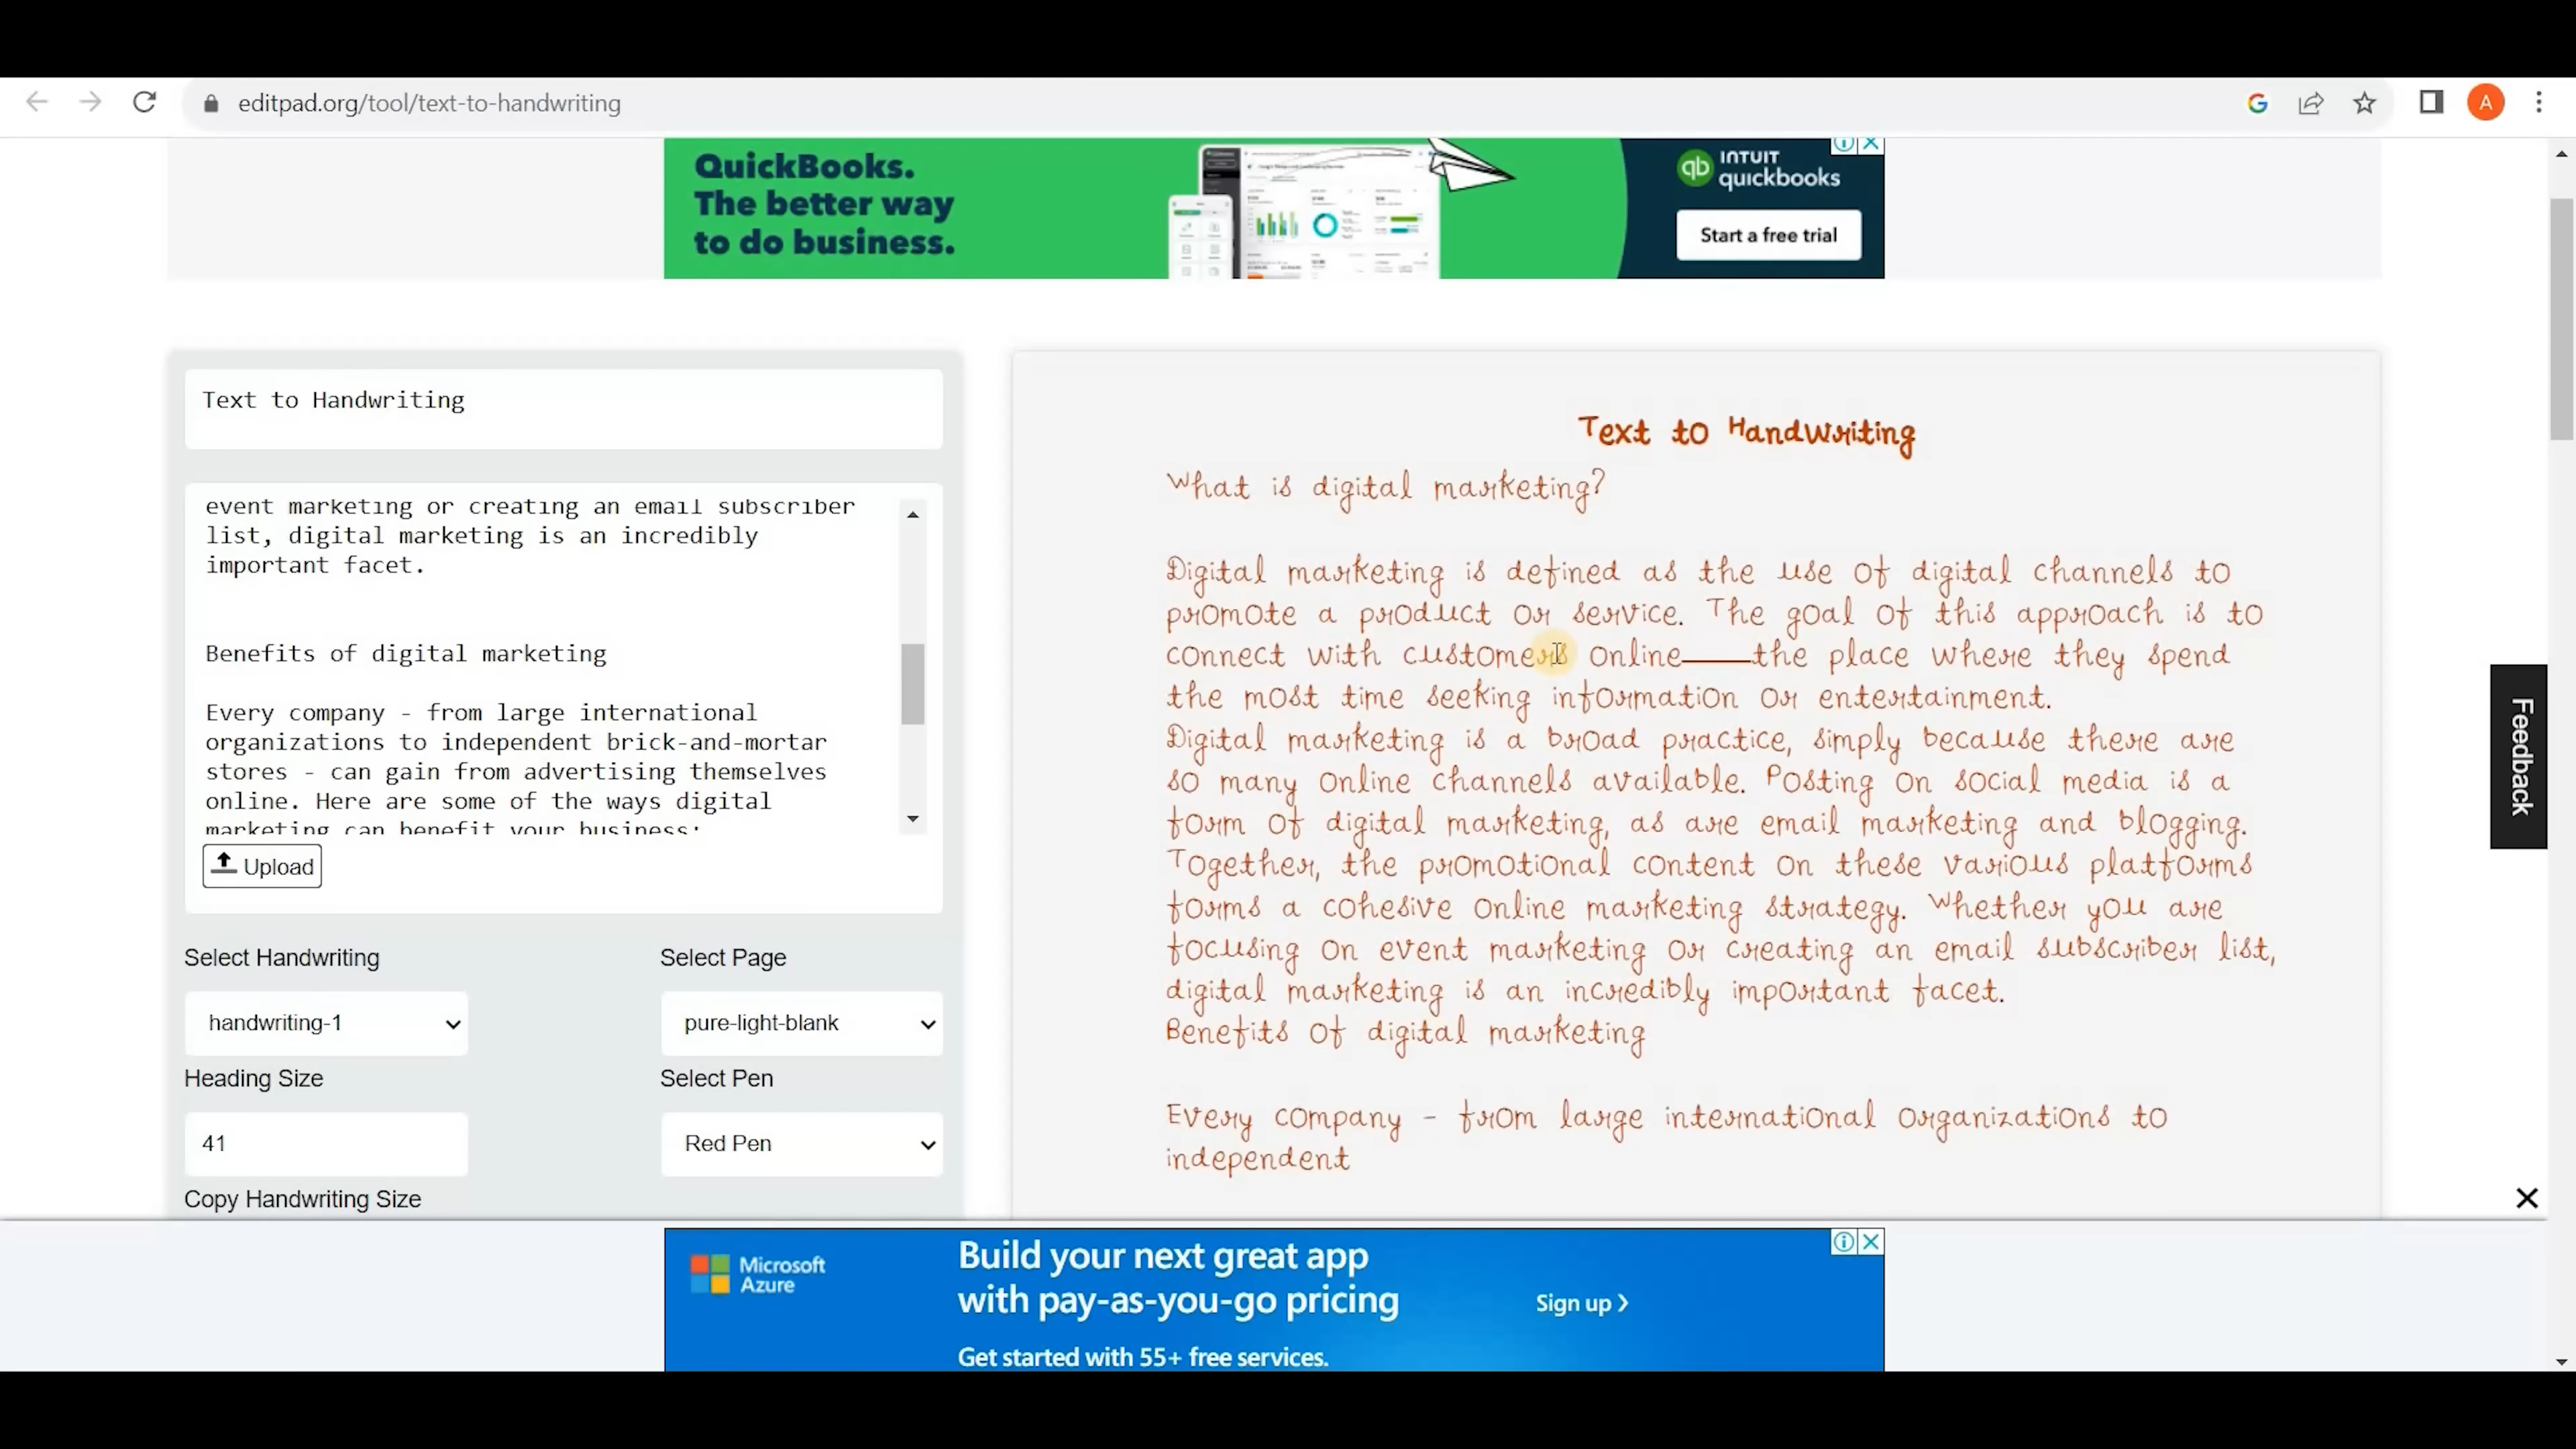 editpad.org/tool/text-to-handwriting
A
QuickBooks.
The better way
to do business.
INTUIT
quickbooks
Start a free trial
Text to Handwriting
event marketing or creating an email subscriber
list, digital marketing is an incredibly
important facet.
Benefits of digital marketing
Every company - from large international
organizations to independent brick-and-mortar
stores - can gain from advertising themselves
online. Here are some of the ways digital
marketing can benefit your business:
Upload
Select Handwriting
Select Page
handwriting-1
pure-light-blank
Heading Size
Select Pen
41
Red Pen
Copy Handwriting Size
Text to Handwriting
What is digital marketing?
Digital marketing is defined as the use of digital channels to
promote a product or service. The goal of this approach is to
connect with customers online——the place where they spend
the most time seeking information or entertainment.
Digital marketing is a broad practice, simply because there are
so many online channels available. Posting on social media is a
form of digital marketing, as are email marketing and blogging.
Together, the promotional content on these various platforms
forms a cohesive online marketing strategy. Whether you are
focusing on event marketing or creating an email subscriber list,
digital marketing is an incredibly important facet.
Benefits of digital marketing
Every company - from large international organizations to
independent
Feedback
Microsoft
Azure
Build your next great app
with pay-as-you-go pricing
Get started with 55+ free services.
Sign up